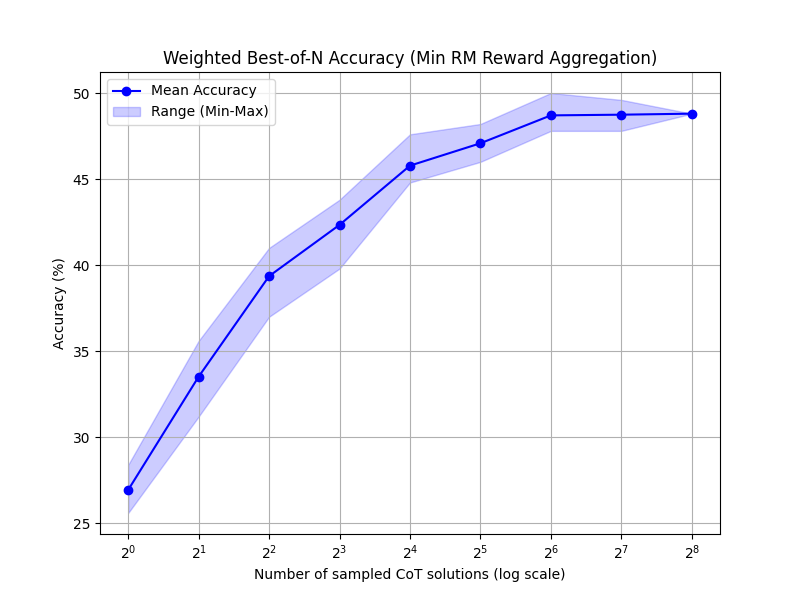 Weighted Best-of-N Accuracy (Min RM Reward Aggregation)
Mean Accuracy
Range (Min-Max)
Accuracy (%)
50
45
40
35
30
25
2^0 2^1 2^2 2^3 2^4 2^5 2^6 2^7 2^8
Number of sampled CoT solutions (log scale)